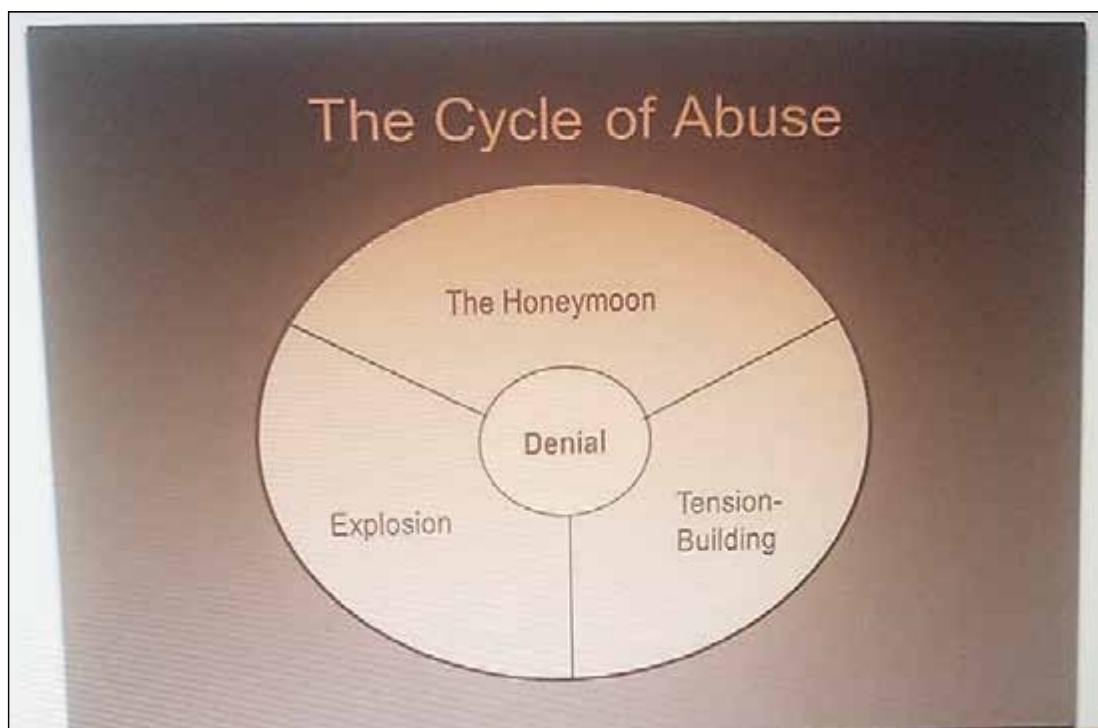 The Cycle of Abuse
The Honeymoon
Denial
Explosion
Tension-
Building